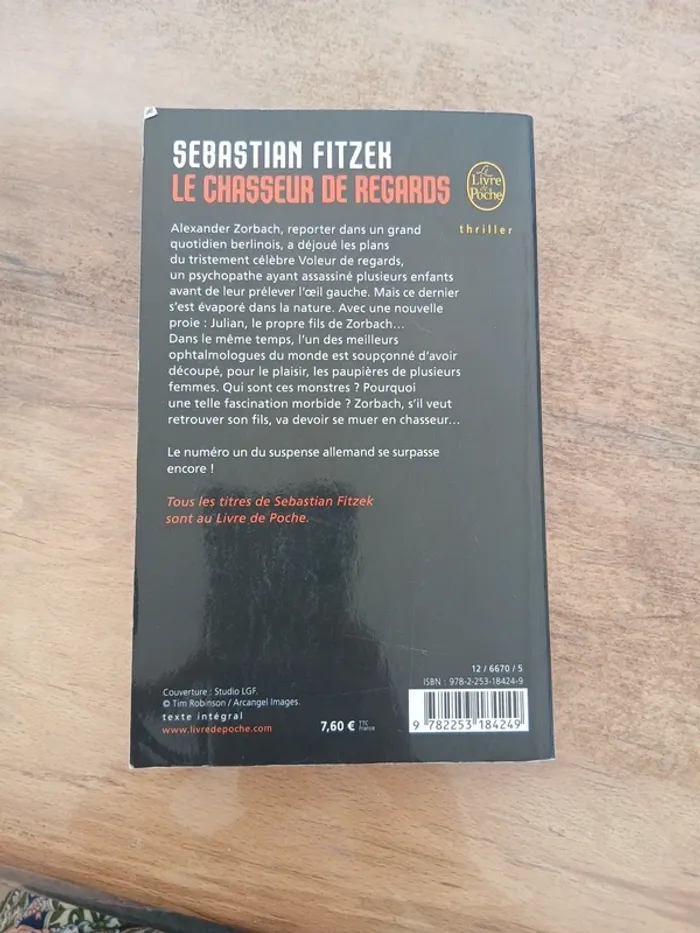 SEBASTIAN FITZEK
LE CHASSEUR DE REGARDS
Le
Livre
de
Poche
thriller
Alexander Zorbach, reporter dans un grand
quotidien berlinois, a déjoué les plans
du tristement célèbre Voleur de regards,
un psychopathe ayant assassiné plusieurs enfants
avant de leur prélever l'œil gauche. Mais ce dernier
s'est évaporé dans la nature. Avec une nouvelle
proie : Julian, le propre fils de Zorbach...
Dans le même temps, l'un des meilleurs
ophtalmologues du monde est soupçonné d'avoir
découpé, pour le plaisir, les paupières de plusieurs
femmes. Qui sont ces monstres ? Pourquoi
une telle fascination morbide ? Zorbach, s'il veut
retrouver son fils, va devoir se muer en chasseur...
Le numéro un du suspense allemand se surpasse
encore !
Tous les titres de Sebastian Fitzek
sont au Livre de Poche.
12 / 6670 / 5
ISBN : 978-2-253-18424-9
Couverture : Studio LGF.
© Tim Robinson / Arcangel Images.
texte intégral
www.livredepoche.com
7,60 € TTC
France
9 782253 184249